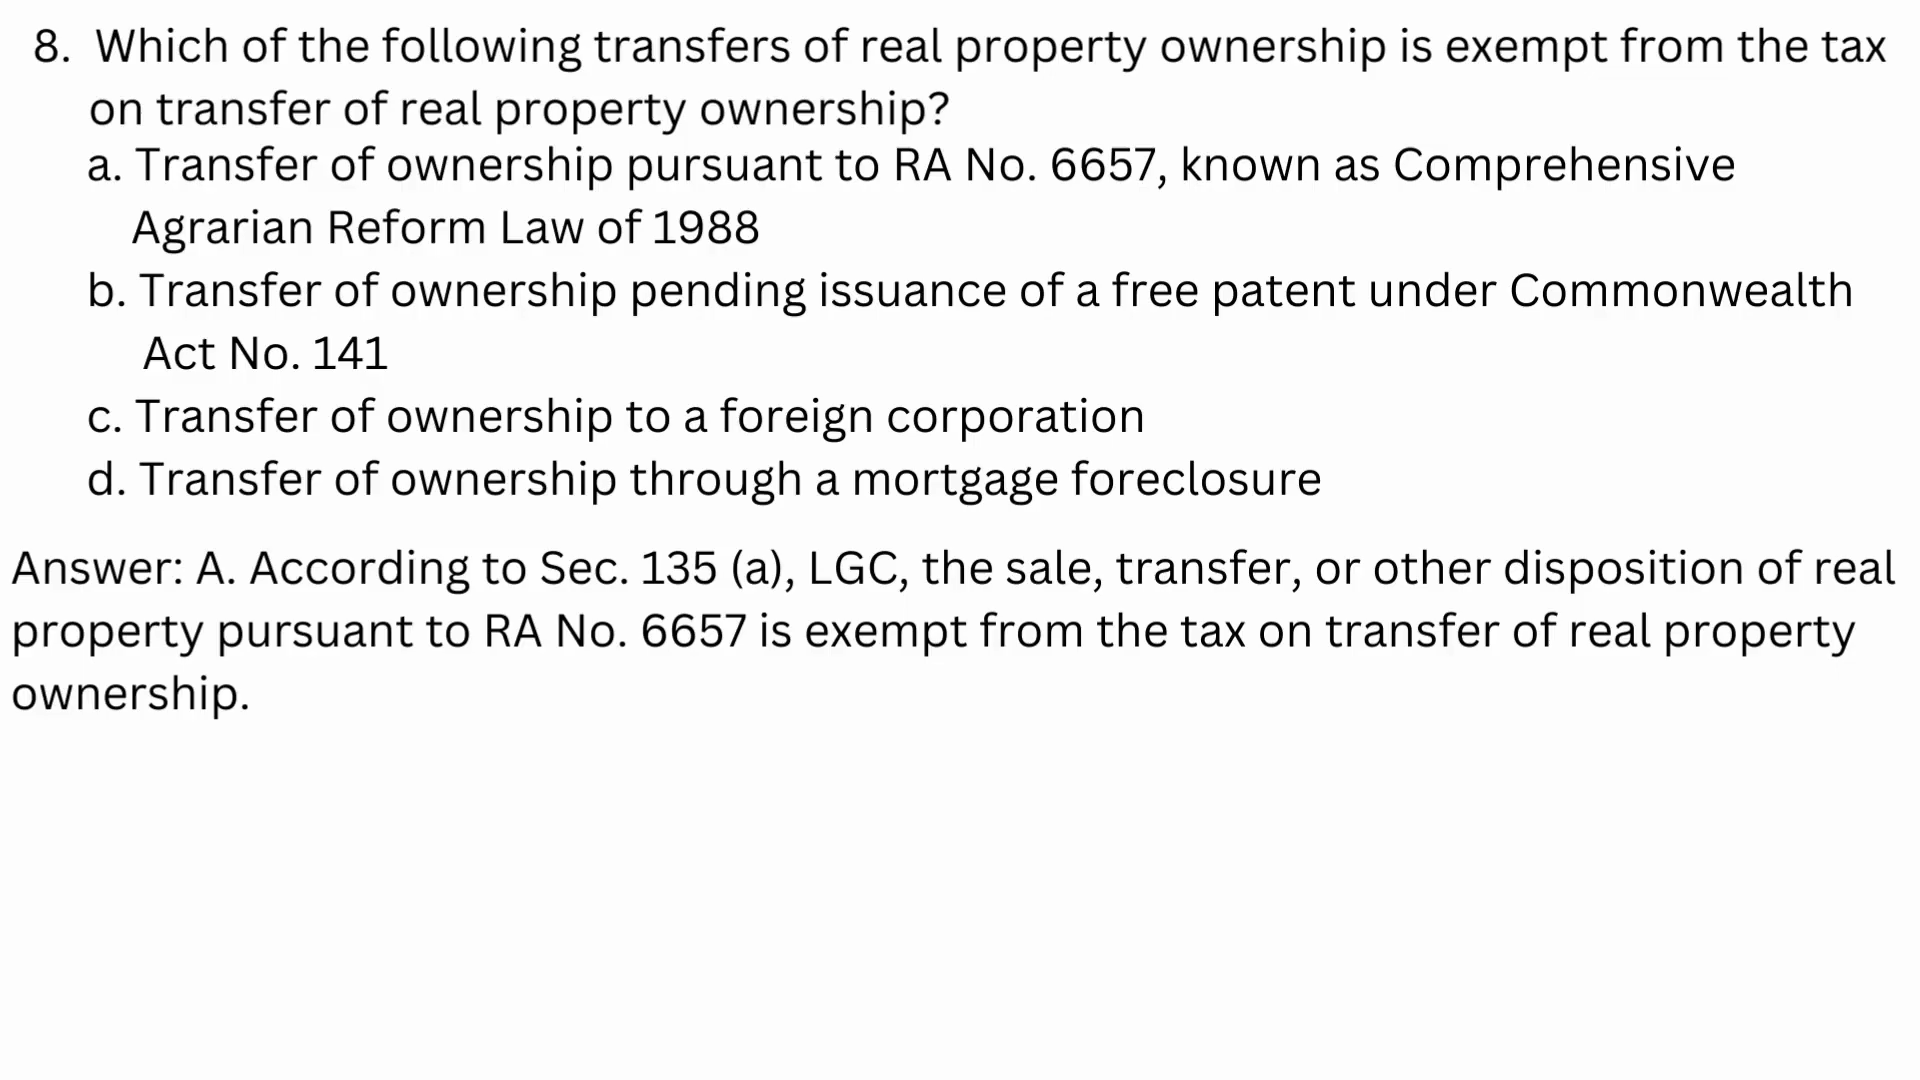 8. Which of the following transfers of real property ownership is exempt from the tax
on transfer of real property ownership?
a. Transfer of ownership pursuant to RA No. 6657, known as Comprehensive
Agrarian Reform Law of 1988
b. Transfer of ownership pending issuance of a free patent under Commonwealth
Act No. 141
c. Transfer of ownership to a foreign corporation
d. Transfer of ownership through a mortgage foreclosure
Answer: A. According to Sec. 135 (a), LGC, the sale, transfer, or other disposition of real
property pursuant to RA No. 6657 is exempt from the tax on transfer of real property
ownership.